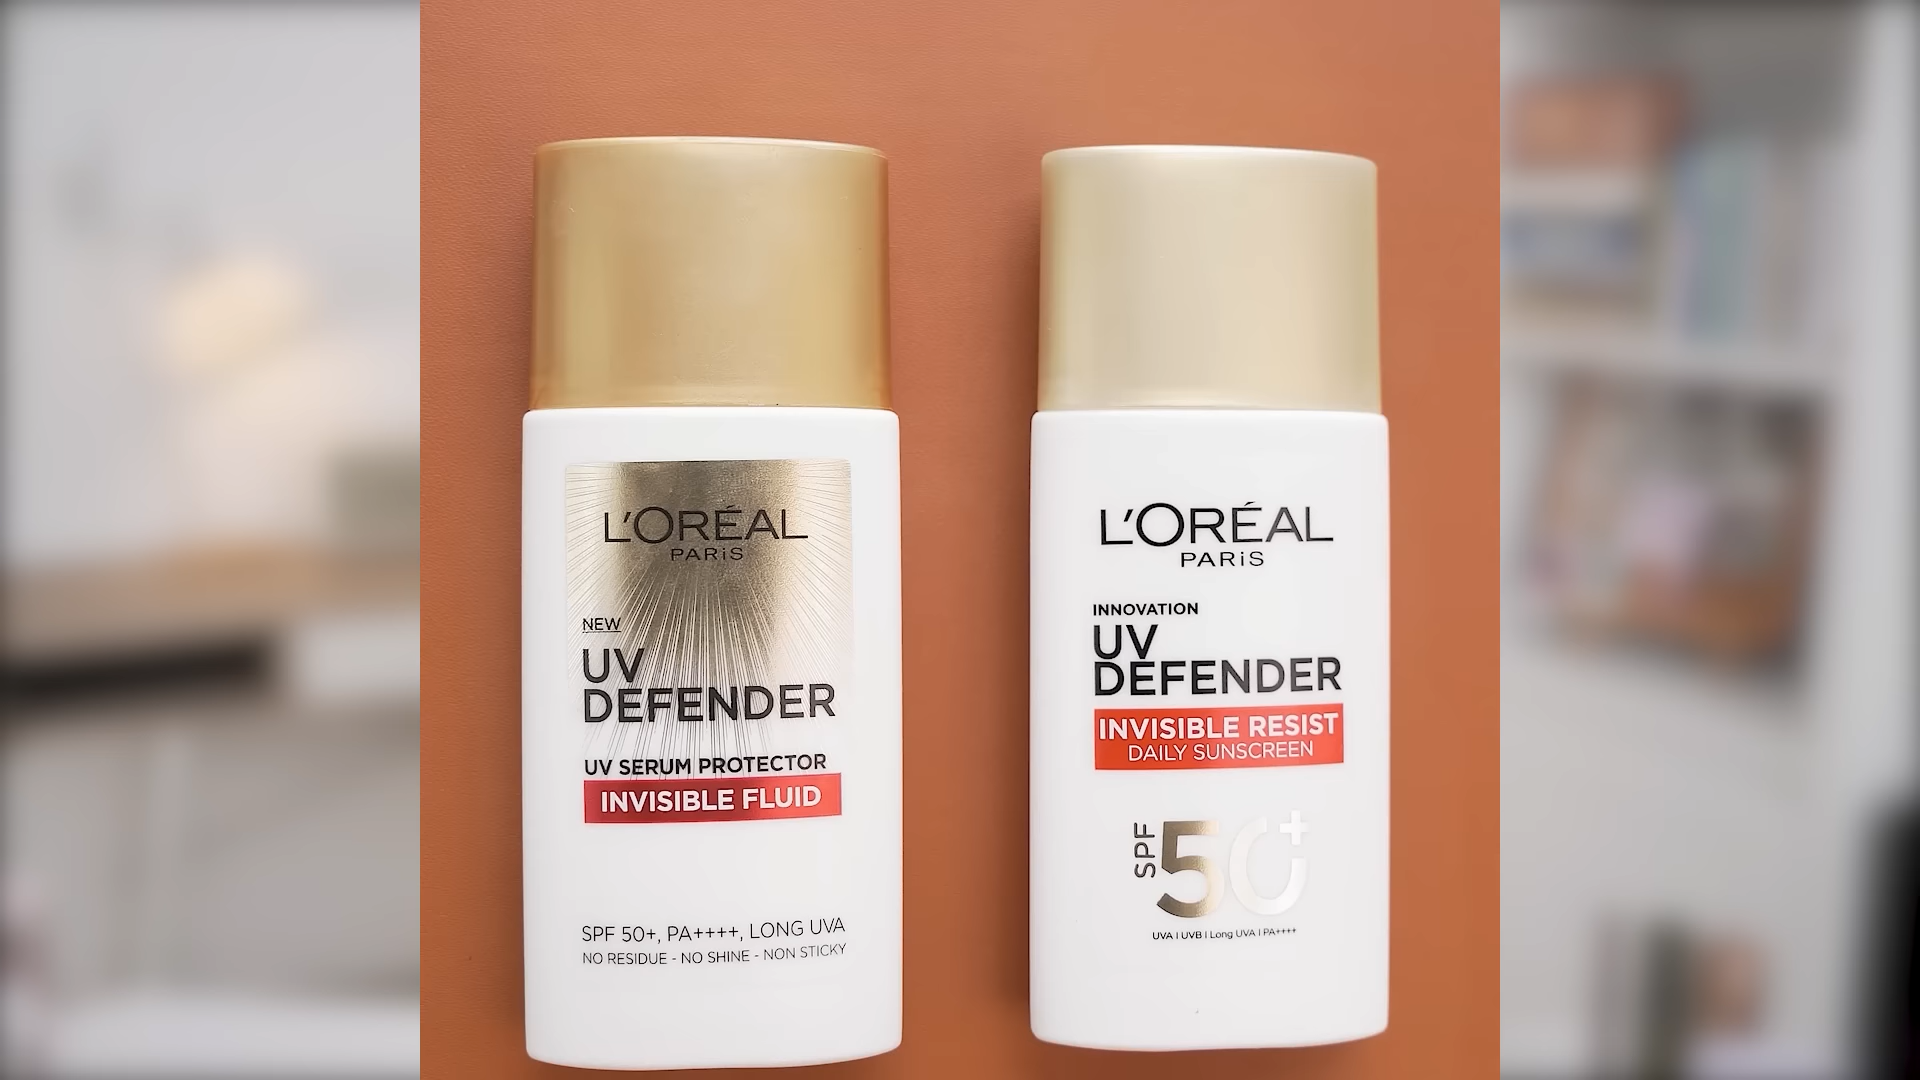 L'ORÉAL
PARiS
NEW
UV
DEFENDER
UV SERUM PROTECTOR
INVISIBLE FLUID
SPF 50+, PA++++, LONG UVA
NO RESIDUE - NO SHINE - NON STICKY
L'ORÉAL
PARiS
INNOVATION
UV
DEFENDER
INVISIBLE RESIST
DAILY SUNSCREEN
SPF 50+
UVA I UVB I Long UVA I PA++++